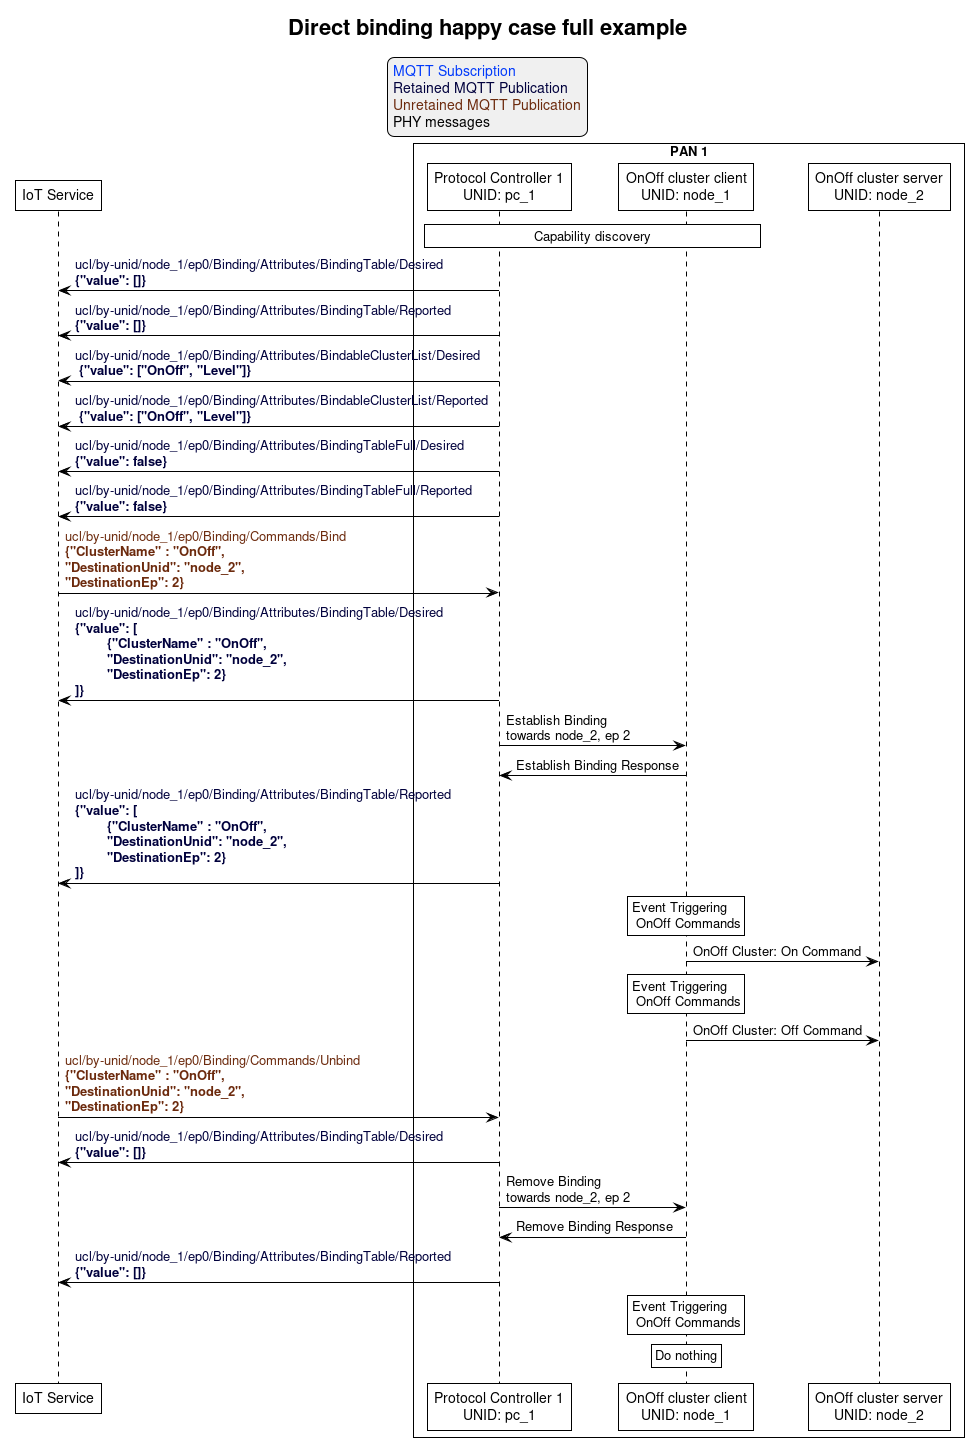 Direct binding happy case full example
MQTT Subscription
Retained MQTT Publication
Unretained MQTT Publication
PHY messages
PAN 1
IoT Service
Protocol Controller 1
UNID: pc_1
OnOff cluster client
UNID: node_1
OnOff cluster server
UNID: node_2
Capability discovery
ucl/by-unid/node_1/ep0/Binding/Attributes/BindingTable/Desired
{"value": []}
ucl/by-unid/node_1/ep0/Binding/Attributes/BindingTable/Reported
{"value": []}
ucl/by-unid/node_1/ep0/Binding/Attributes/BindableClusterList/Desired
{"value": ["OnOff", "Level"]}
ucl/by-unid/node_1/ep0/Binding/Attributes/BindableClusterList/Reported
{"value": ["OnOff", "Level"]}
ucl/by-unid/node_1/ep0/Binding/Attributes/BindingTableFull/Desired
{"value": false}
ucl/by-unid/node_1/ep0/Binding/Attributes/BindingTableFull/Reported
{"value": false}
ucl/by-unid/node_1/ep0/Binding/Commands/Bind
{"ClusterName" : "OnOff",
"DestinationUnid": "node_2",
"DestinationEp": 2}
ucl/by-unid/node_1/ep0/Binding/Attributes/BindingTable/Desired
{"value": [
{"ClusterName" : "OnOff",
"DestinationUnid": "node_2",
"DestinationEp": 2}
]}
Establish Binding
towards node_2, ep 2
Establish Binding Response
ucl/by-unid/node_1/ep0/Binding/Attributes/BindingTable/Reported
{"value": [
{"ClusterName" : "OnOff",
"DestinationUnid": "node_2",
"DestinationEp": 2}
]}
Event Triggering
OnOff Commands
OnOff Cluster: On Command
Event Triggering
OnOff Commands
OnOff Cluster: Off Command
ucl/by-unid/node_1/ep0/Binding/Commands/Unbind
{"ClusterName" : "OnOff",
"DestinationUnid": "node_2",
"DestinationEp": 2}
ucl/by-unid/node_1/ep0/Binding/Attributes/BindingTable/Desired
{"value": []}
Remove Binding
towards node_2, ep 2
Remove Binding Response
ucl/by-unid/node_1/ep0/Binding/Attributes/BindingTable/Reported
{"value": []}
Event Triggering
OnOff Commands
Do nothing
IoT Service
Protocol Controller 1
UNID: pc_1
OnOff cluster client
UNID: node_1
OnOff cluster server
UNID: node_2